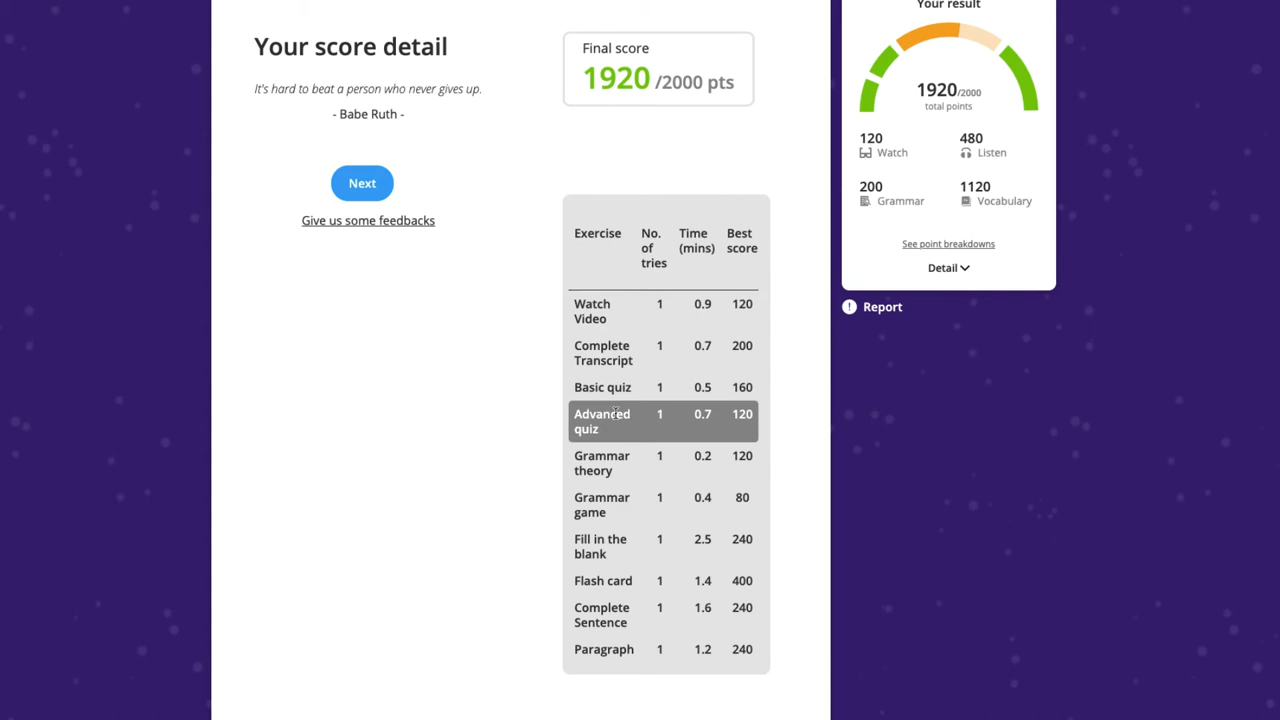 Your score detail
It's hard to beat a person who never gives up.
- Babe Ruth -
Next
Give us some feedbacks
Final score
1920 /2000 pts
Exercise No. of tries Time (mins) Best score
Watch Video 1 0.9 120
Complete Transcript 1 0.7 200
Basic quiz 1 0.5 160
Advanced quiz 1 0.7 120
Grammar theory 1 0.2 120
Grammar game 1 0.4 80
Fill in the blank 1 2.5 240
Flash card 1 1.4 400
Complete Sentence 1 1.6 240
Paragraph 1 1.2 240
Your result
1920/2000
total points
120 480
Watch Listen
200 1120
Grammar Vocabulary
See point breakdowns
Detail
Report